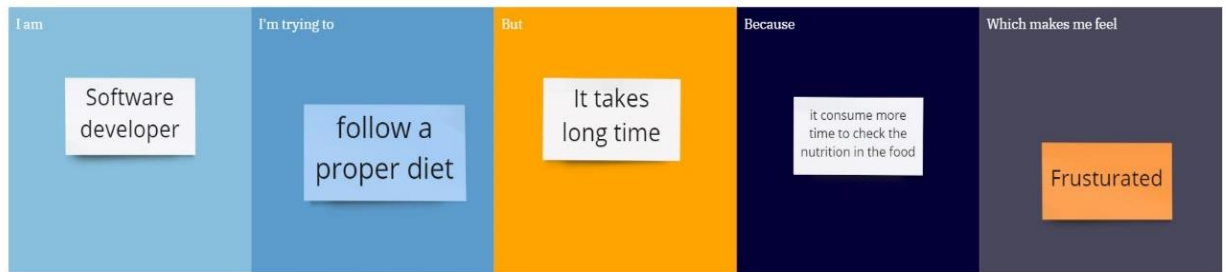 I am
Software
developer
I'm trying to
follow a
proper diet
But
It takes
long time
Because
it consume more
time to check the
nutrition in the food
Which makes me feel
Frusturated